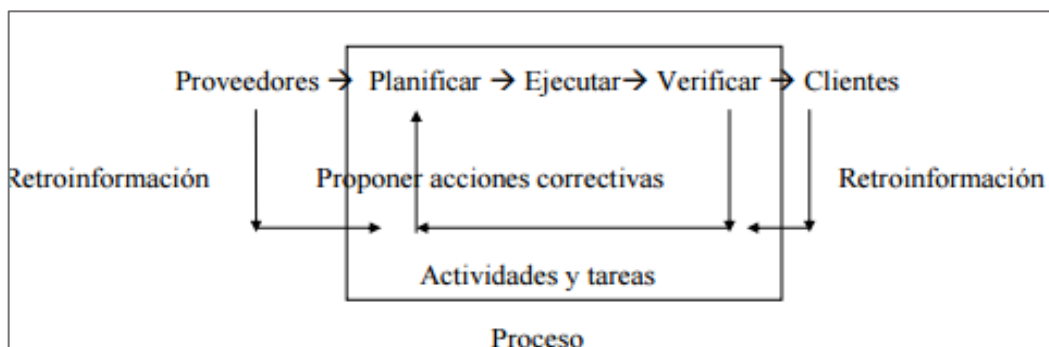 Proveedores → Planificar → Ejecutar→ Verificar → Clientes
Retroinformación Proponer acciones correctivas Retroinformación
Actividades y tareas
Proceso